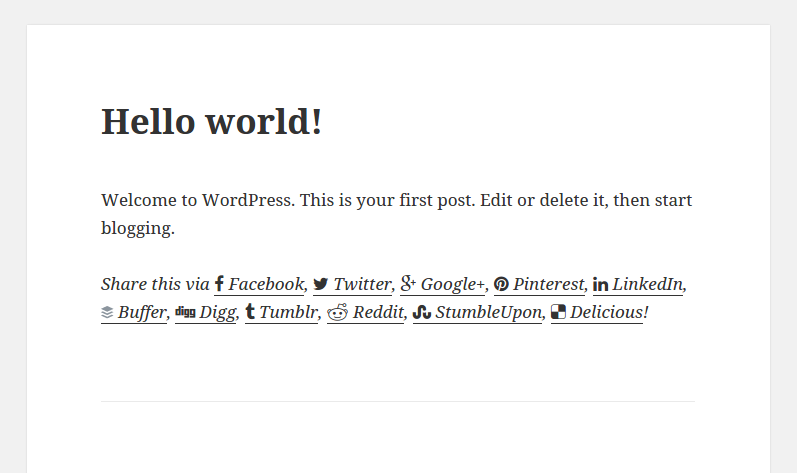 Hello world!
Welcome to WordPress. This is your first post. Edit or delete it, then start
blogging.
Share this via Facebook, Twitter, Google+, Pinterest, LinkedIn,
Buffer, Digg, Tumblr, Reddit, StumbleUpon, Delicious!